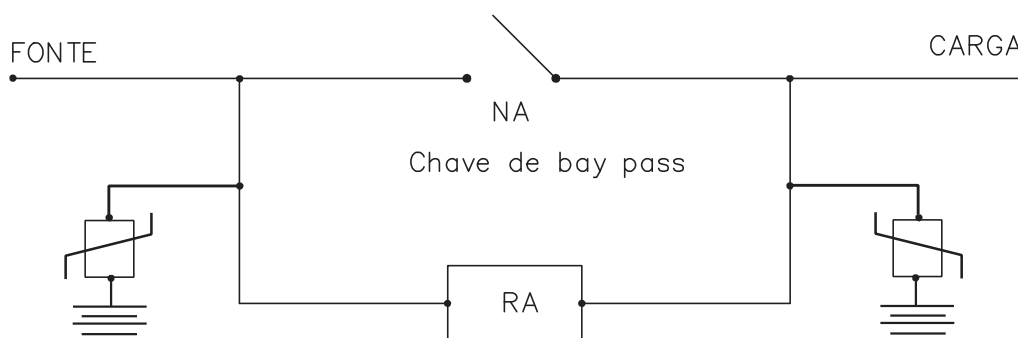 FONTE
CARGA
NA
Chave de bay pass
RA